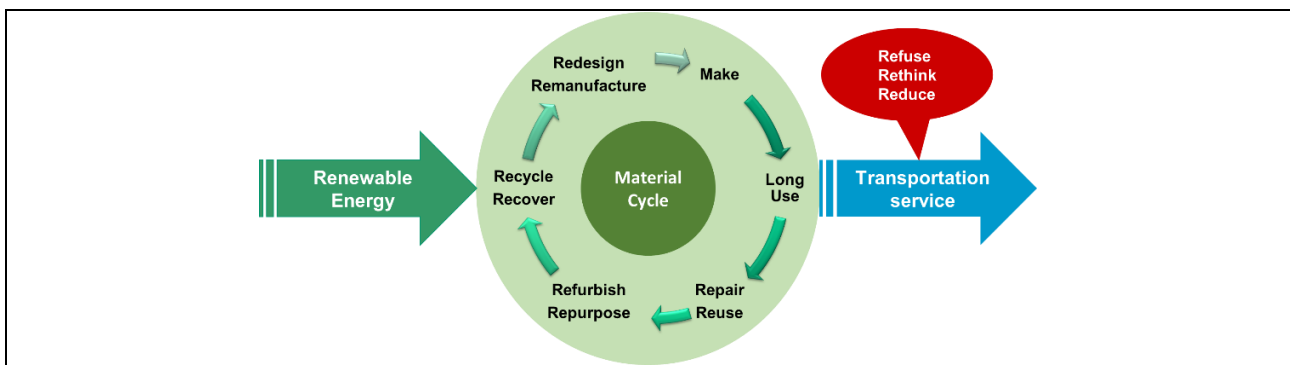 Renewable
Energy
Material
Cycle
Redesign
Remanufacture
Make
Long
Use
Repair
Reuse
Refurbish
Repurpose
Recycle
Recover
Refuse
Rethink
Reduce
Transportation
service